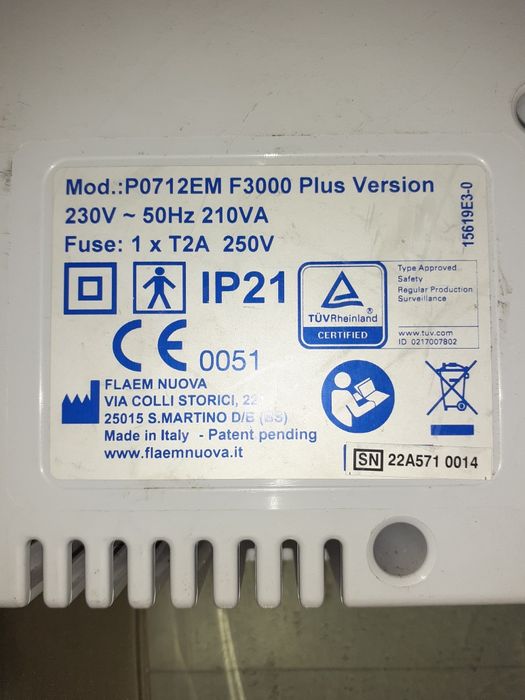 Mod.:P0712EM F3000 Plus Version
230V ~ 50Hz 210VA
Fuse: 1 x T2A 250V
15619E3-0
IP21
TÜVRheinland®
CERTIFIED
Type Approved
Safety
Regular Production
Surveillance
www.tuv.com
ID 0217007802
CE 0051
FLAEM NUOVA
VIA COLLI STORICI, 22
25015 S.MARTINO D/B (BS)
Made in Italy - Patent pending
www.flaemnuova.it
SN 22A571 0014